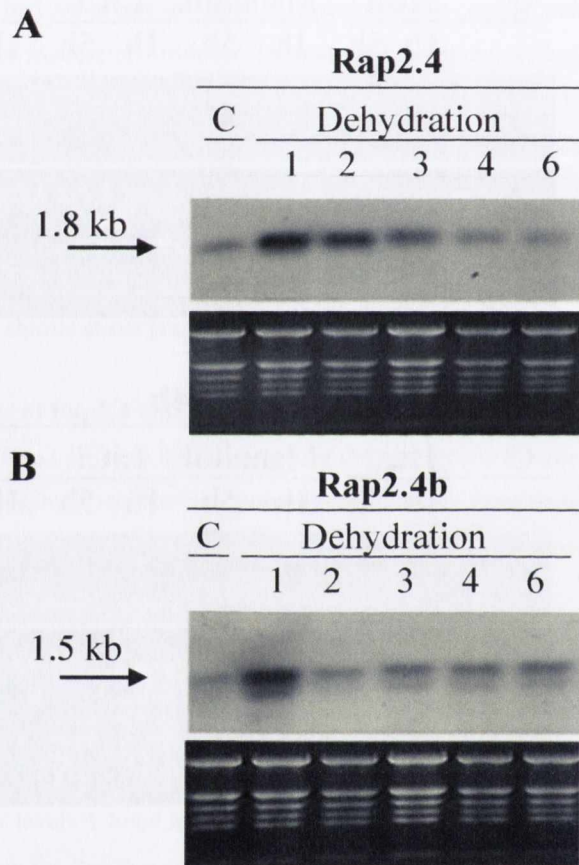 A
Rap2.4
C Dehydration
1 2 3 4 6
1.8 kb
B
Rap2.4b
C Dehydration
1 2 3 4 6
1.5 kb